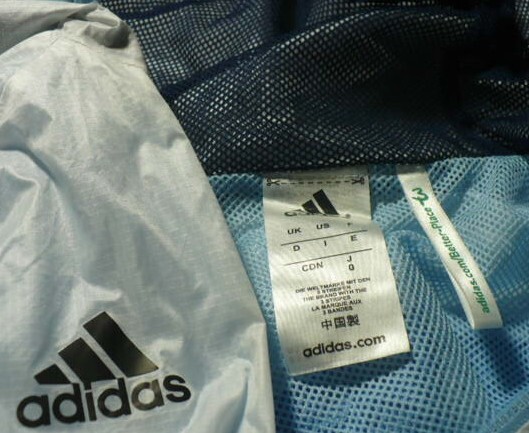 adidas
UK US F
D I E
CDN J
O
DIE WELTMARKE MIT DEN
3 STREIFEN
THE BRAND WITH THE
3 STRIPES
LA MARQUE AUX
3 BANDES
中国製
adidas.com
adidas.com/Better-Place